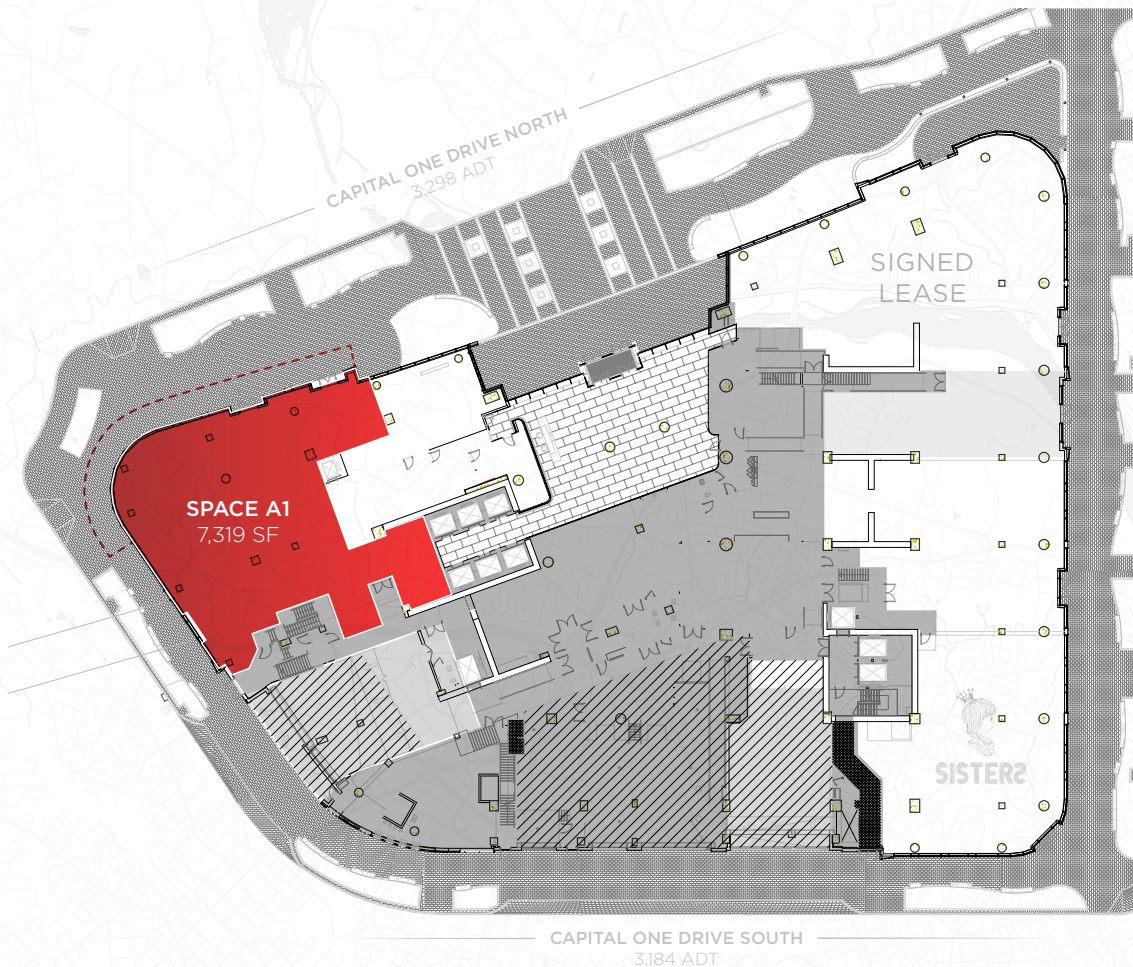 CAPITAL ONE DRIVE NORTH
3,298 ADT
SIGNED
LEASE
SPACE A1
7,319 SF
SISTERS
CAPITAL ONE DRIVE SOUTH
3,184 ADT